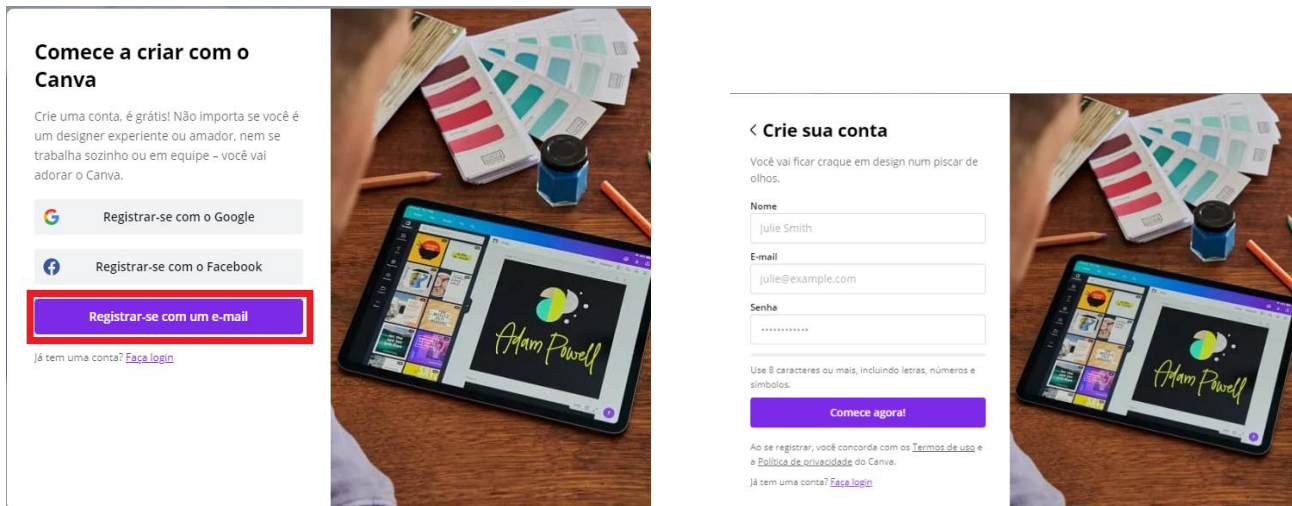 Comece a criar com o
Canva
Crie uma conta, é grátis! Não importa se você é
um designer experiente ou amador, nem se
trabalha sozinho ou em equipe – você vai
adorar o Canva.
Registrar-se com o Google
Registrar-se com o Facebook
Registrar-se com um e-mail
Já tem uma conta? Faça login
Adam Powell
< Crie sua conta
Você vai ficar craque em design num piscar de
olhos.
Nome
Julie Smith
E-mail
julie@example.com
Senha
••••••••••••
Use 8 caracteres ou mais, incluindo letras, números e
símbolos.
Comece agora!
Ao se registrar, você concorda com os Termos de uso e
a Política de privacidade do Canva.
Já tem uma conta? Faça login
Adam Powell